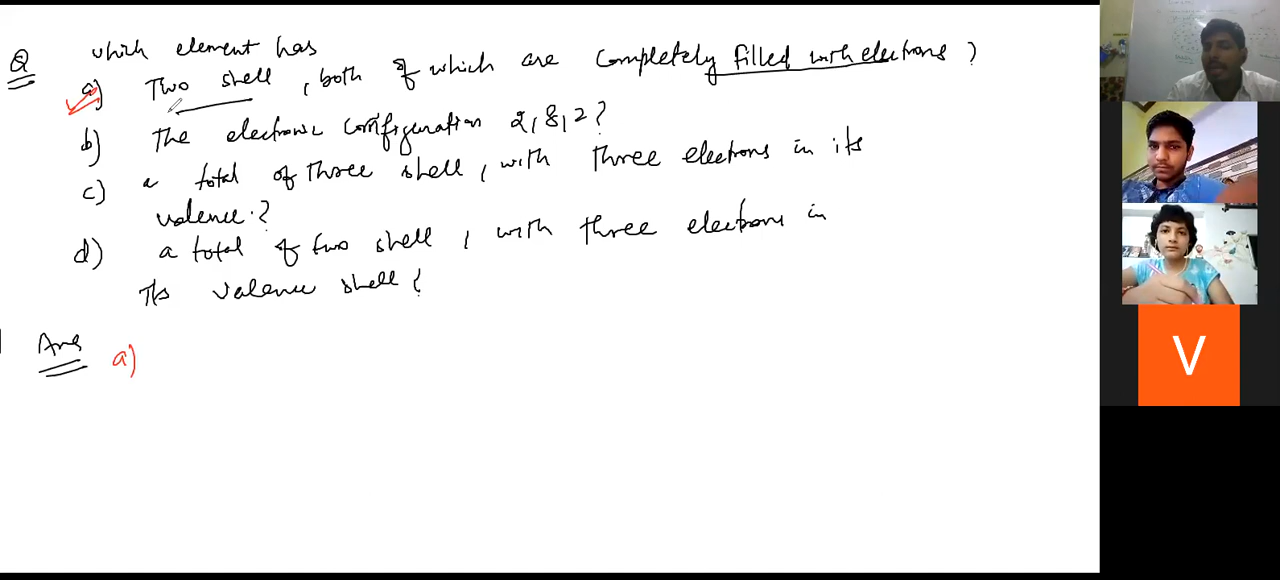 Q which element has
a) Two shell, both of which are completely filled with electrons?
b) The electronic configuration 2, 8, 2?
c) a total of three shell, with three electrons in its
valence.?
d) a total of two shell, with three electrons in
Its valence shell?
Ans a)
V